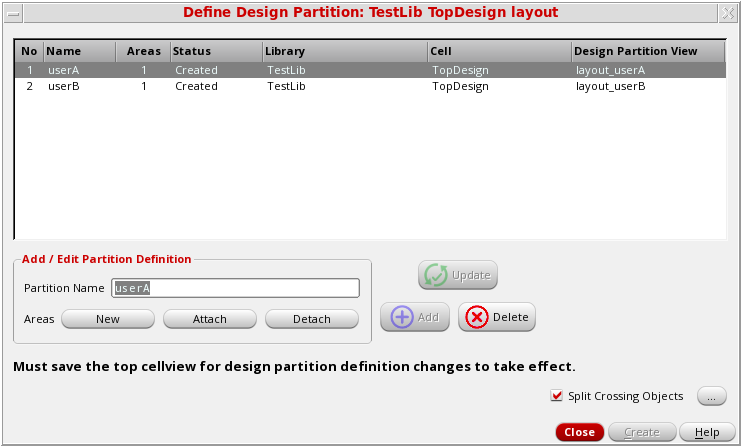 Define Design Partition: TestLib TopDesign layout
No Name Areas Status Library Cell Design Partition View
1 userA 1 Created TestLib TopDesign layout_userA
2 userB 1 Created TestLib TopDesign layout_userB
Add / Edit Partition Definition
Partition Name userA
Update
Areas New Attach Detach
Add Delete
Must save the top cellview for design partition definition changes to take effect.
Split Crossing Objects ...
Close Create Help